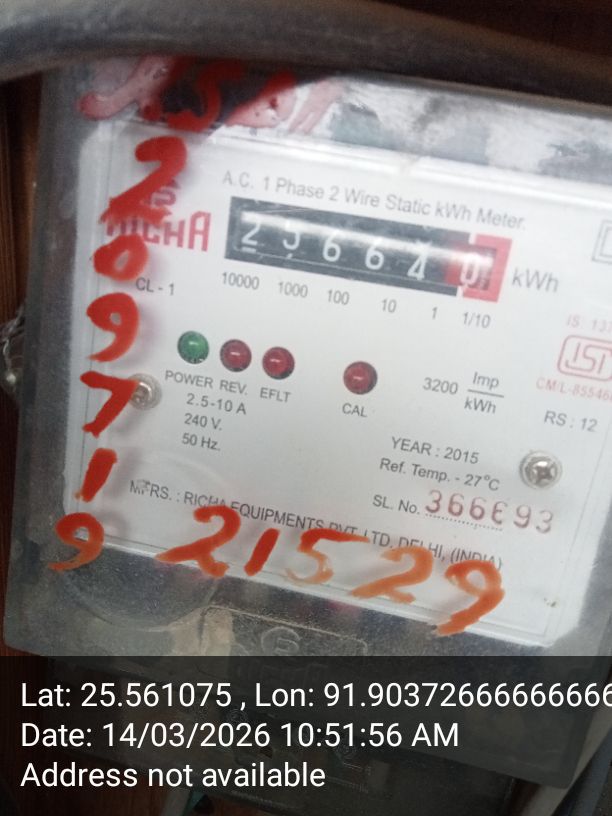 5
2
0
9
7
1
9
A.C. 1 Phase 2 Wire Static kWh Meter.
RICHA
2 5 6 6 4 0 kWh
CL - 1
10000 1000 100 10 1 1/10
POWER REV. EFLT CAL
3200 Imp/kWh
2.5-10 A
240 V.
50 Hz.
ISI
RS : 12
YEAR : 2015
Ref. Temp. - 27°C
SL. No. 366693
MFRS. : RICHA EQUIPMENTS PVT. LTD. DELHI, (INDIA)
21529
Lat: 25.561075 , Lon: 91.9037266666666
Date: 14/03/2026 10:51:56 AM
Address not available